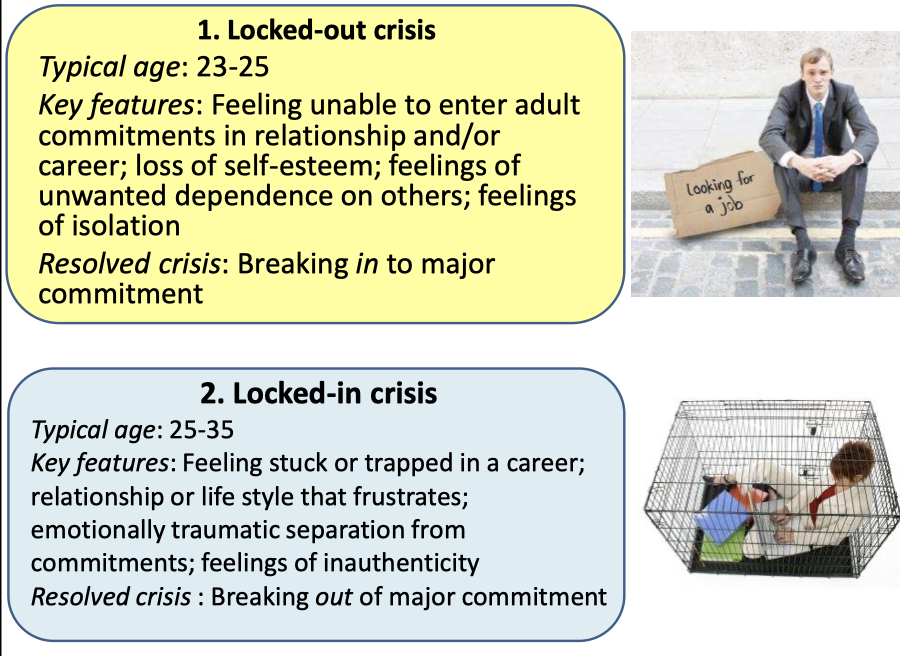 1. Locked-out crisis
Typical age: 23-25
Key features: Feeling unable to enter adult
commitments in relationship and/or
career; loss of self-esteem; feelings of
unwanted dependence on others; feelings
of isolation
Resolved crisis: Breaking in to major
commitment
Looking for
a job
2. Locked-in crisis
Typical age: 25-35
Key features: Feeling stuck or trapped in a career;
relationship or life style that frustrates;
emotionally traumatic separation from
commitments; feelings of inauthenticity
Resolved crisis : Breaking out of major commitment